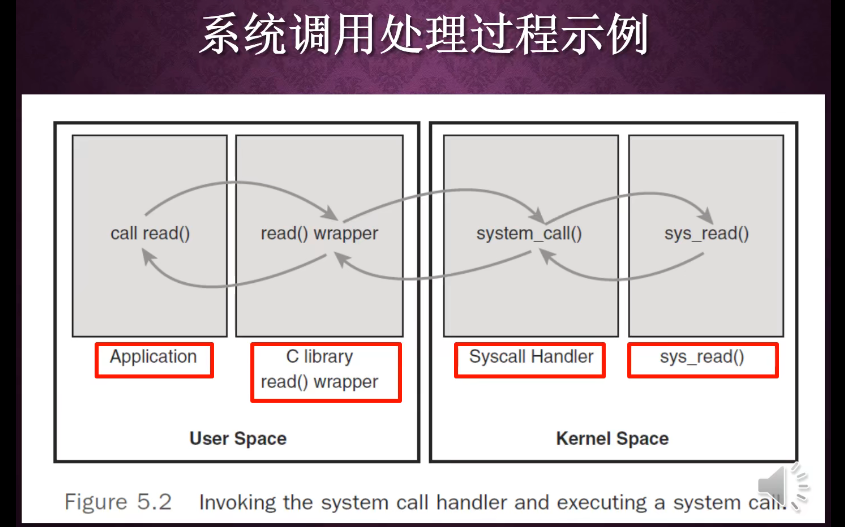 系统调用处理过程示例
call read()
read() wrapper
system_call()
sys_read()
Application
C library
read() wrapper
Syscall Handler
sys_read()
User Space
Kernel Space
Figure 5.2 Invoking the system call handler and executing a system call.